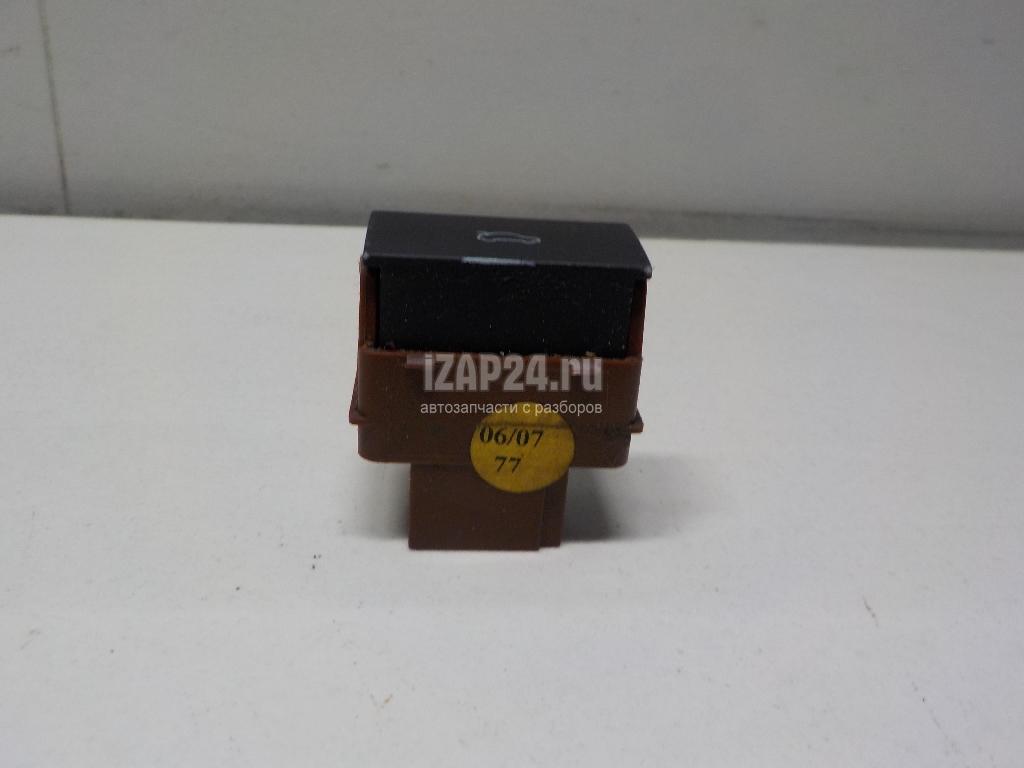 iZAP24.ru
автозапчасти с разборов
06/07
77